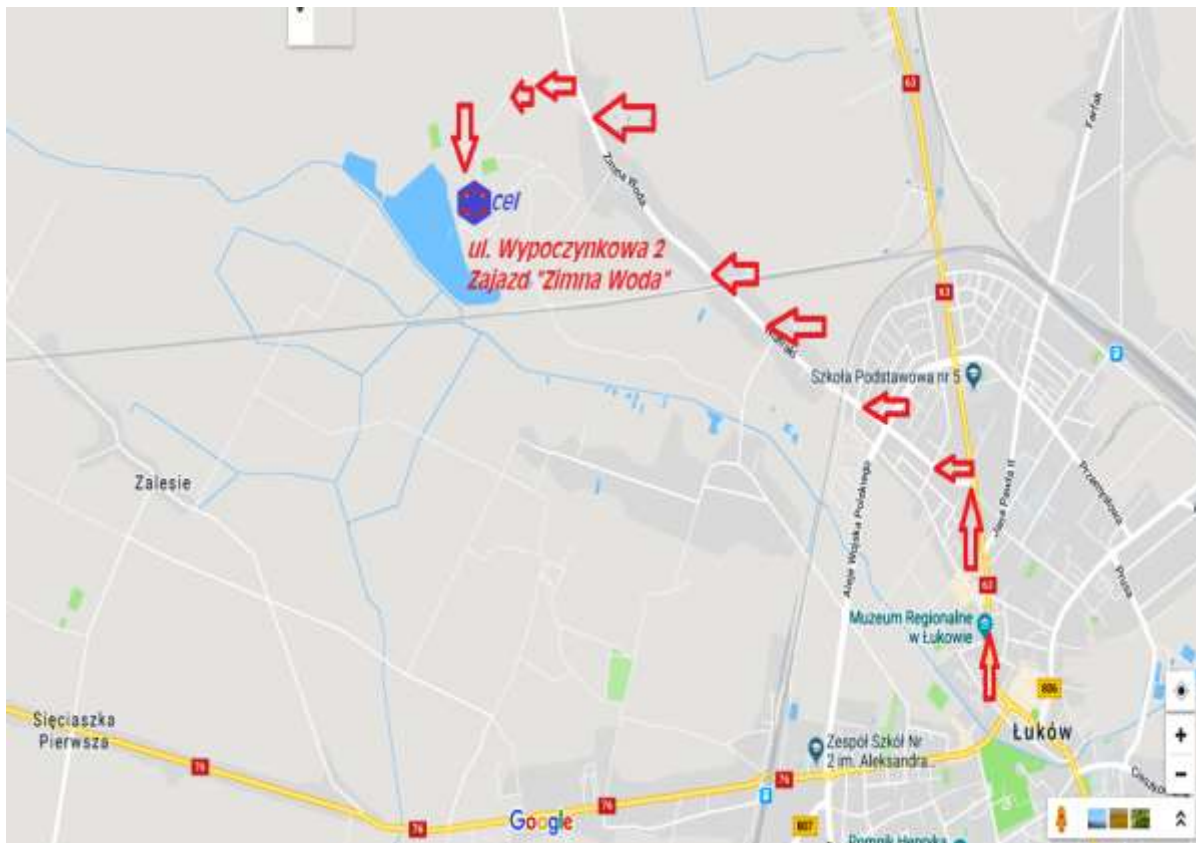 63
Farfak
Zimna Woda
cel
ul. Wypoczynkowa 2
Zajazd "Zimna Woda"
63
Szkoła Podstawowa nr 5
Zalesie
Aleje Wojska Polskiego
Jana Pawła II
Przemysłowa
Prusa
63
Muzeum Regionalne
w Łukowie
806
Sięciaszka
Pierwsza
Łuków
Zespół Szkół Nr
2 im. Aleksandra...
76
76
76
76
Google
807
Pomnik Henryka